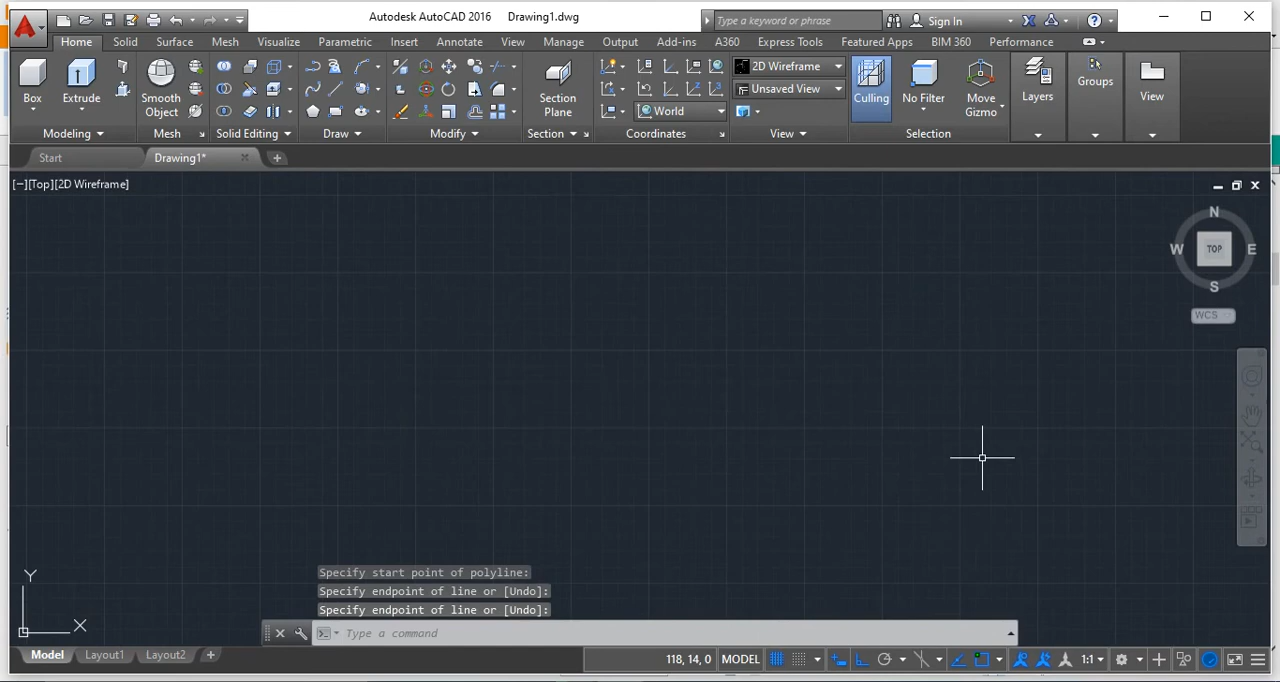 Autodesk AutoCAD 2016 Drawing1.dwg
Type a keyword or phrase
Sign In
Home Solid Surface Mesh Visualize Parametric Insert Annotate View Manage Output Add-ins A360 Express Tools Featured Apps BIM 360 Performance
2D Wireframe
Unsaved View
World
Box Extrude
Smooth Object
Section Plane
Culling No Filter
Move Gizmo
Layers Groups View
Modeling Mesh Solid Editing Draw Modify Section Coordinates View Selection
Start Drawing1*
[−][Top][2D Wireframe]
N
W TOP E
S
WCS
Y
X
Specify start point of polyline:
Specify endpoint of line or [Undo]:
Specify endpoint of line or [Undo]:
Type a command
Model Layout1 Layout2
118, 14, 0 MODEL 1:1